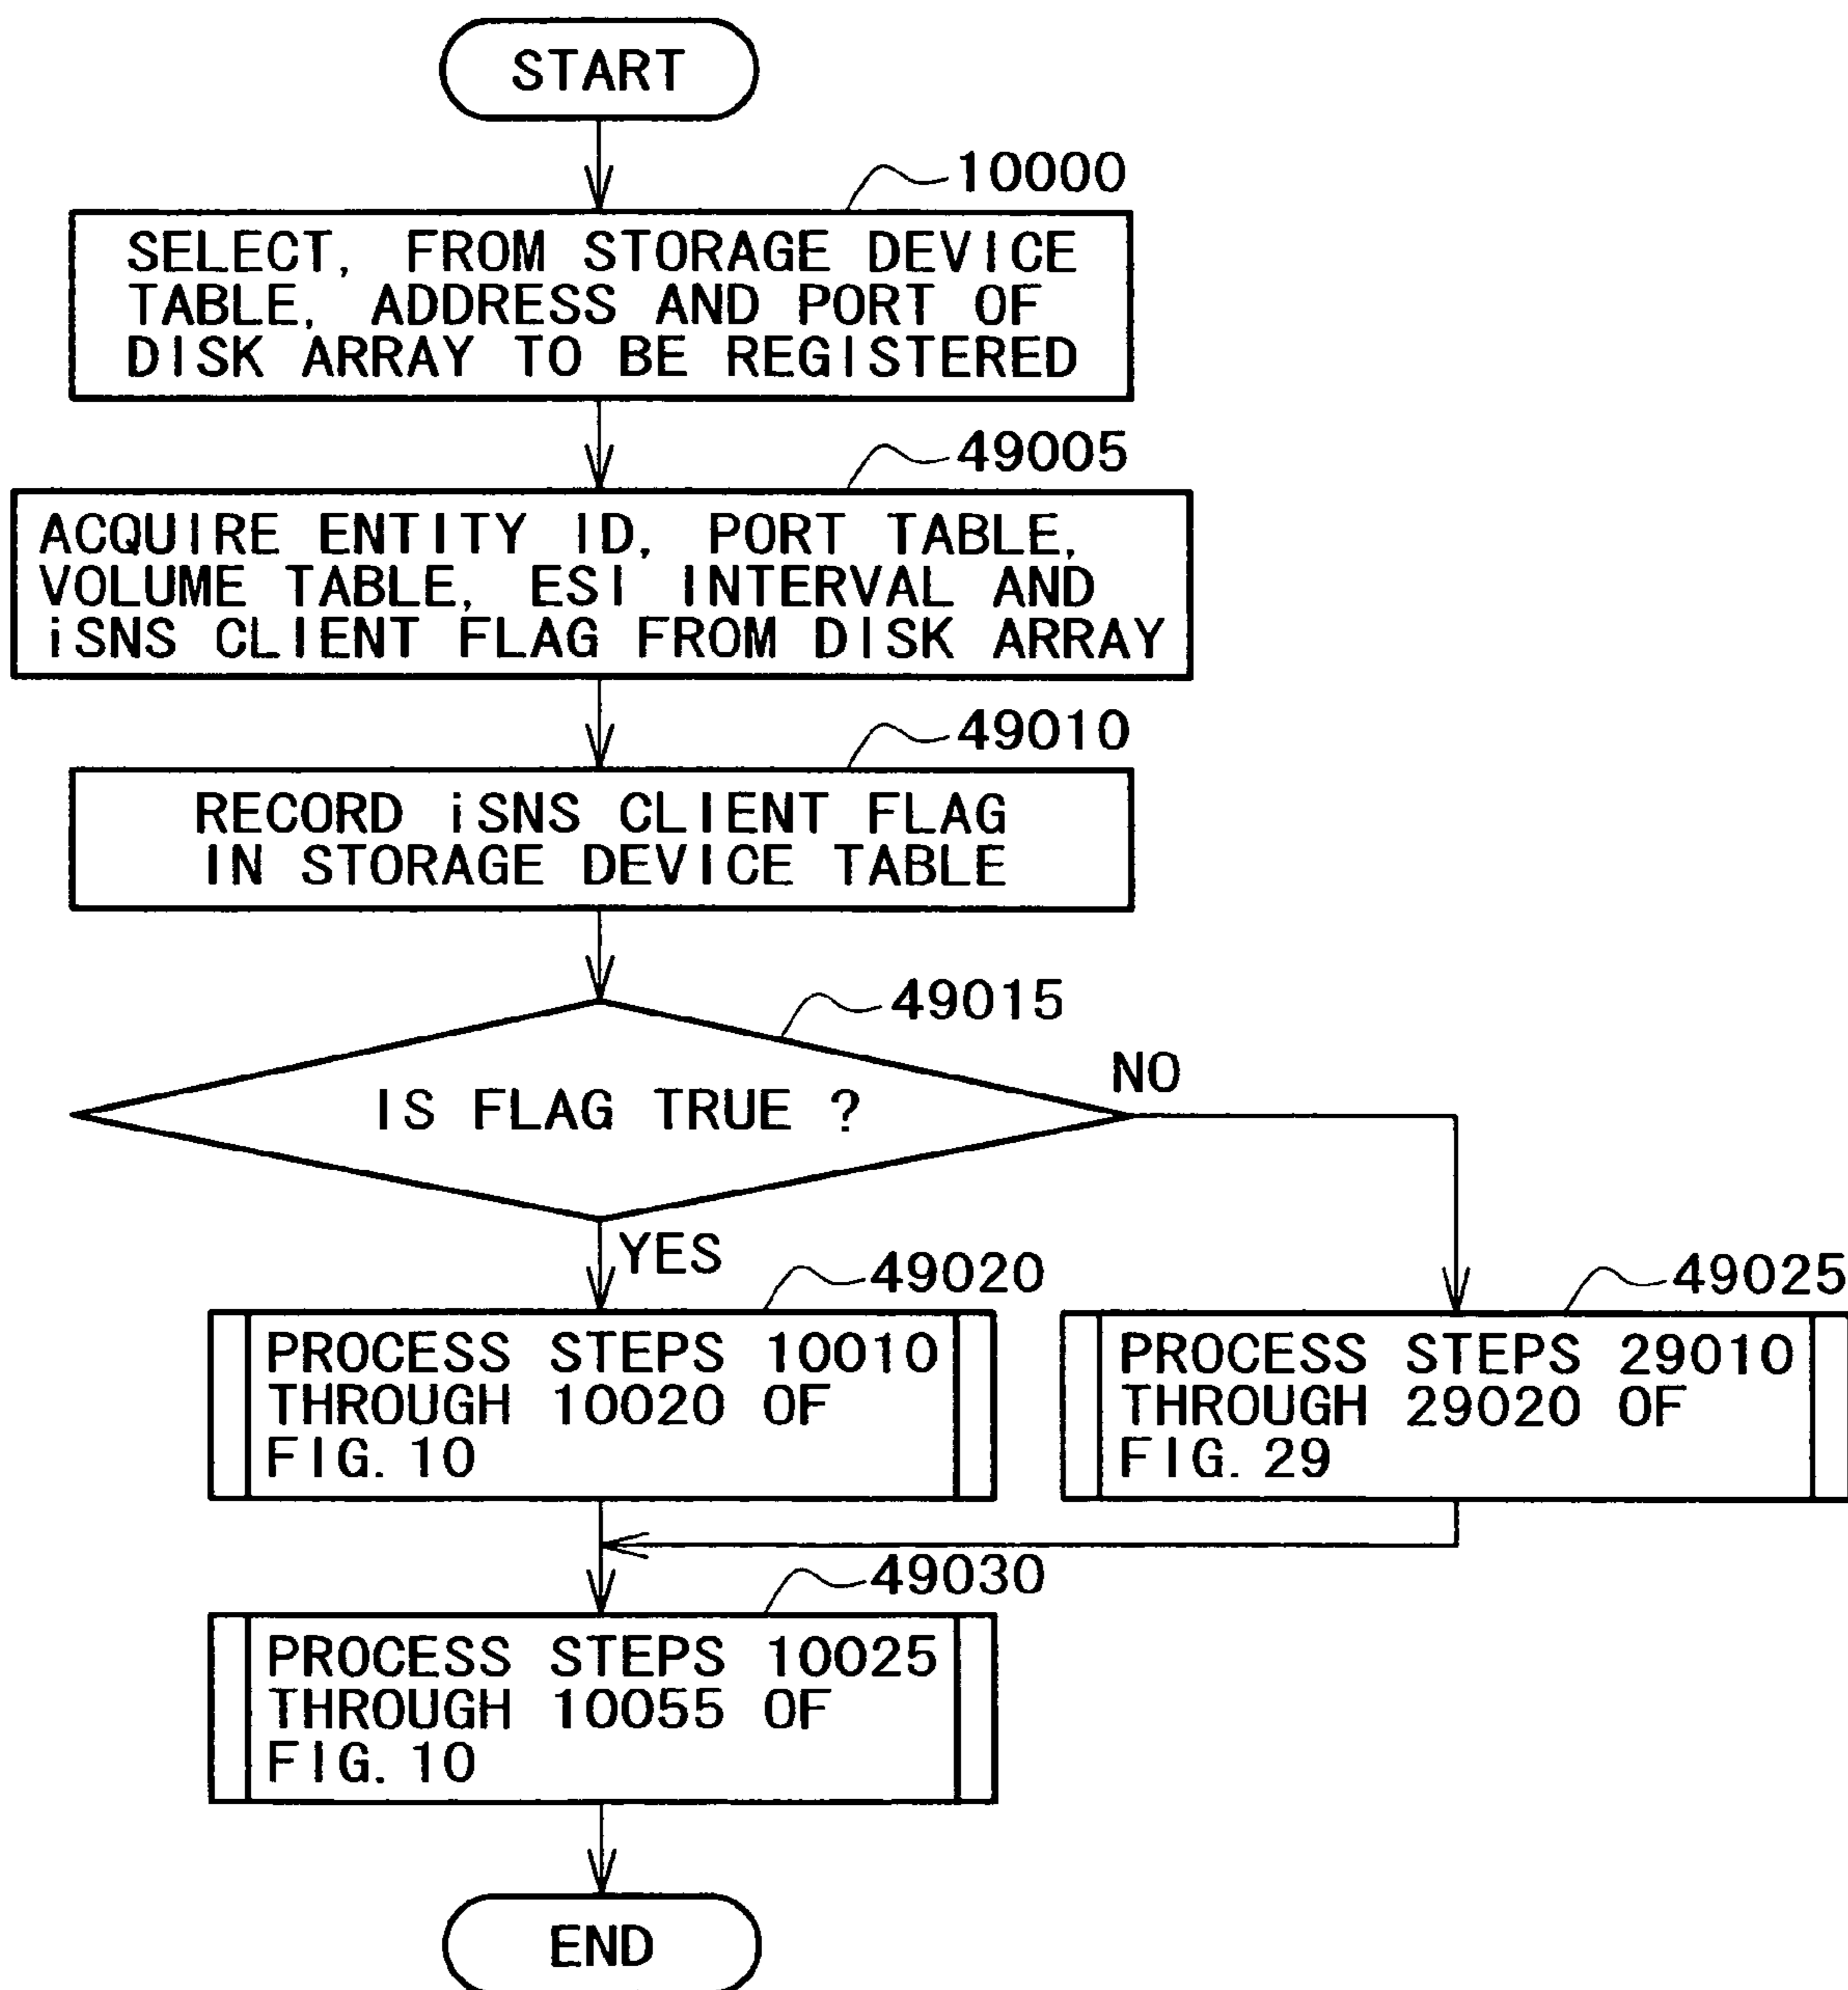 START
10000
SELECT, FROM STORAGE DEVICE
TABLE, ADDRESS AND PORT OF
DISK ARRAY TO BE REGISTERED
49005
ACQUIRE ENTITY ID, PORT TABLE,
VOLUME TABLE, ESI INTERVAL AND
iSNS CLIENT FLAG FROM DISK ARRAY
49010
RECORD iSNS CLIENT FLAG
IN STORAGE DEVICE TABLE
49015
IS FLAG TRUE ?
NO
YES
49020
PROCESS STEPS 10010
THROUGH 10020 OF
FIG. 10
49025
PROCESS STEPS 29010
THROUGH 29020 OF
FIG. 29
49030
PROCESS STEPS 10025
THROUGH 10055 OF
FIG. 10
END